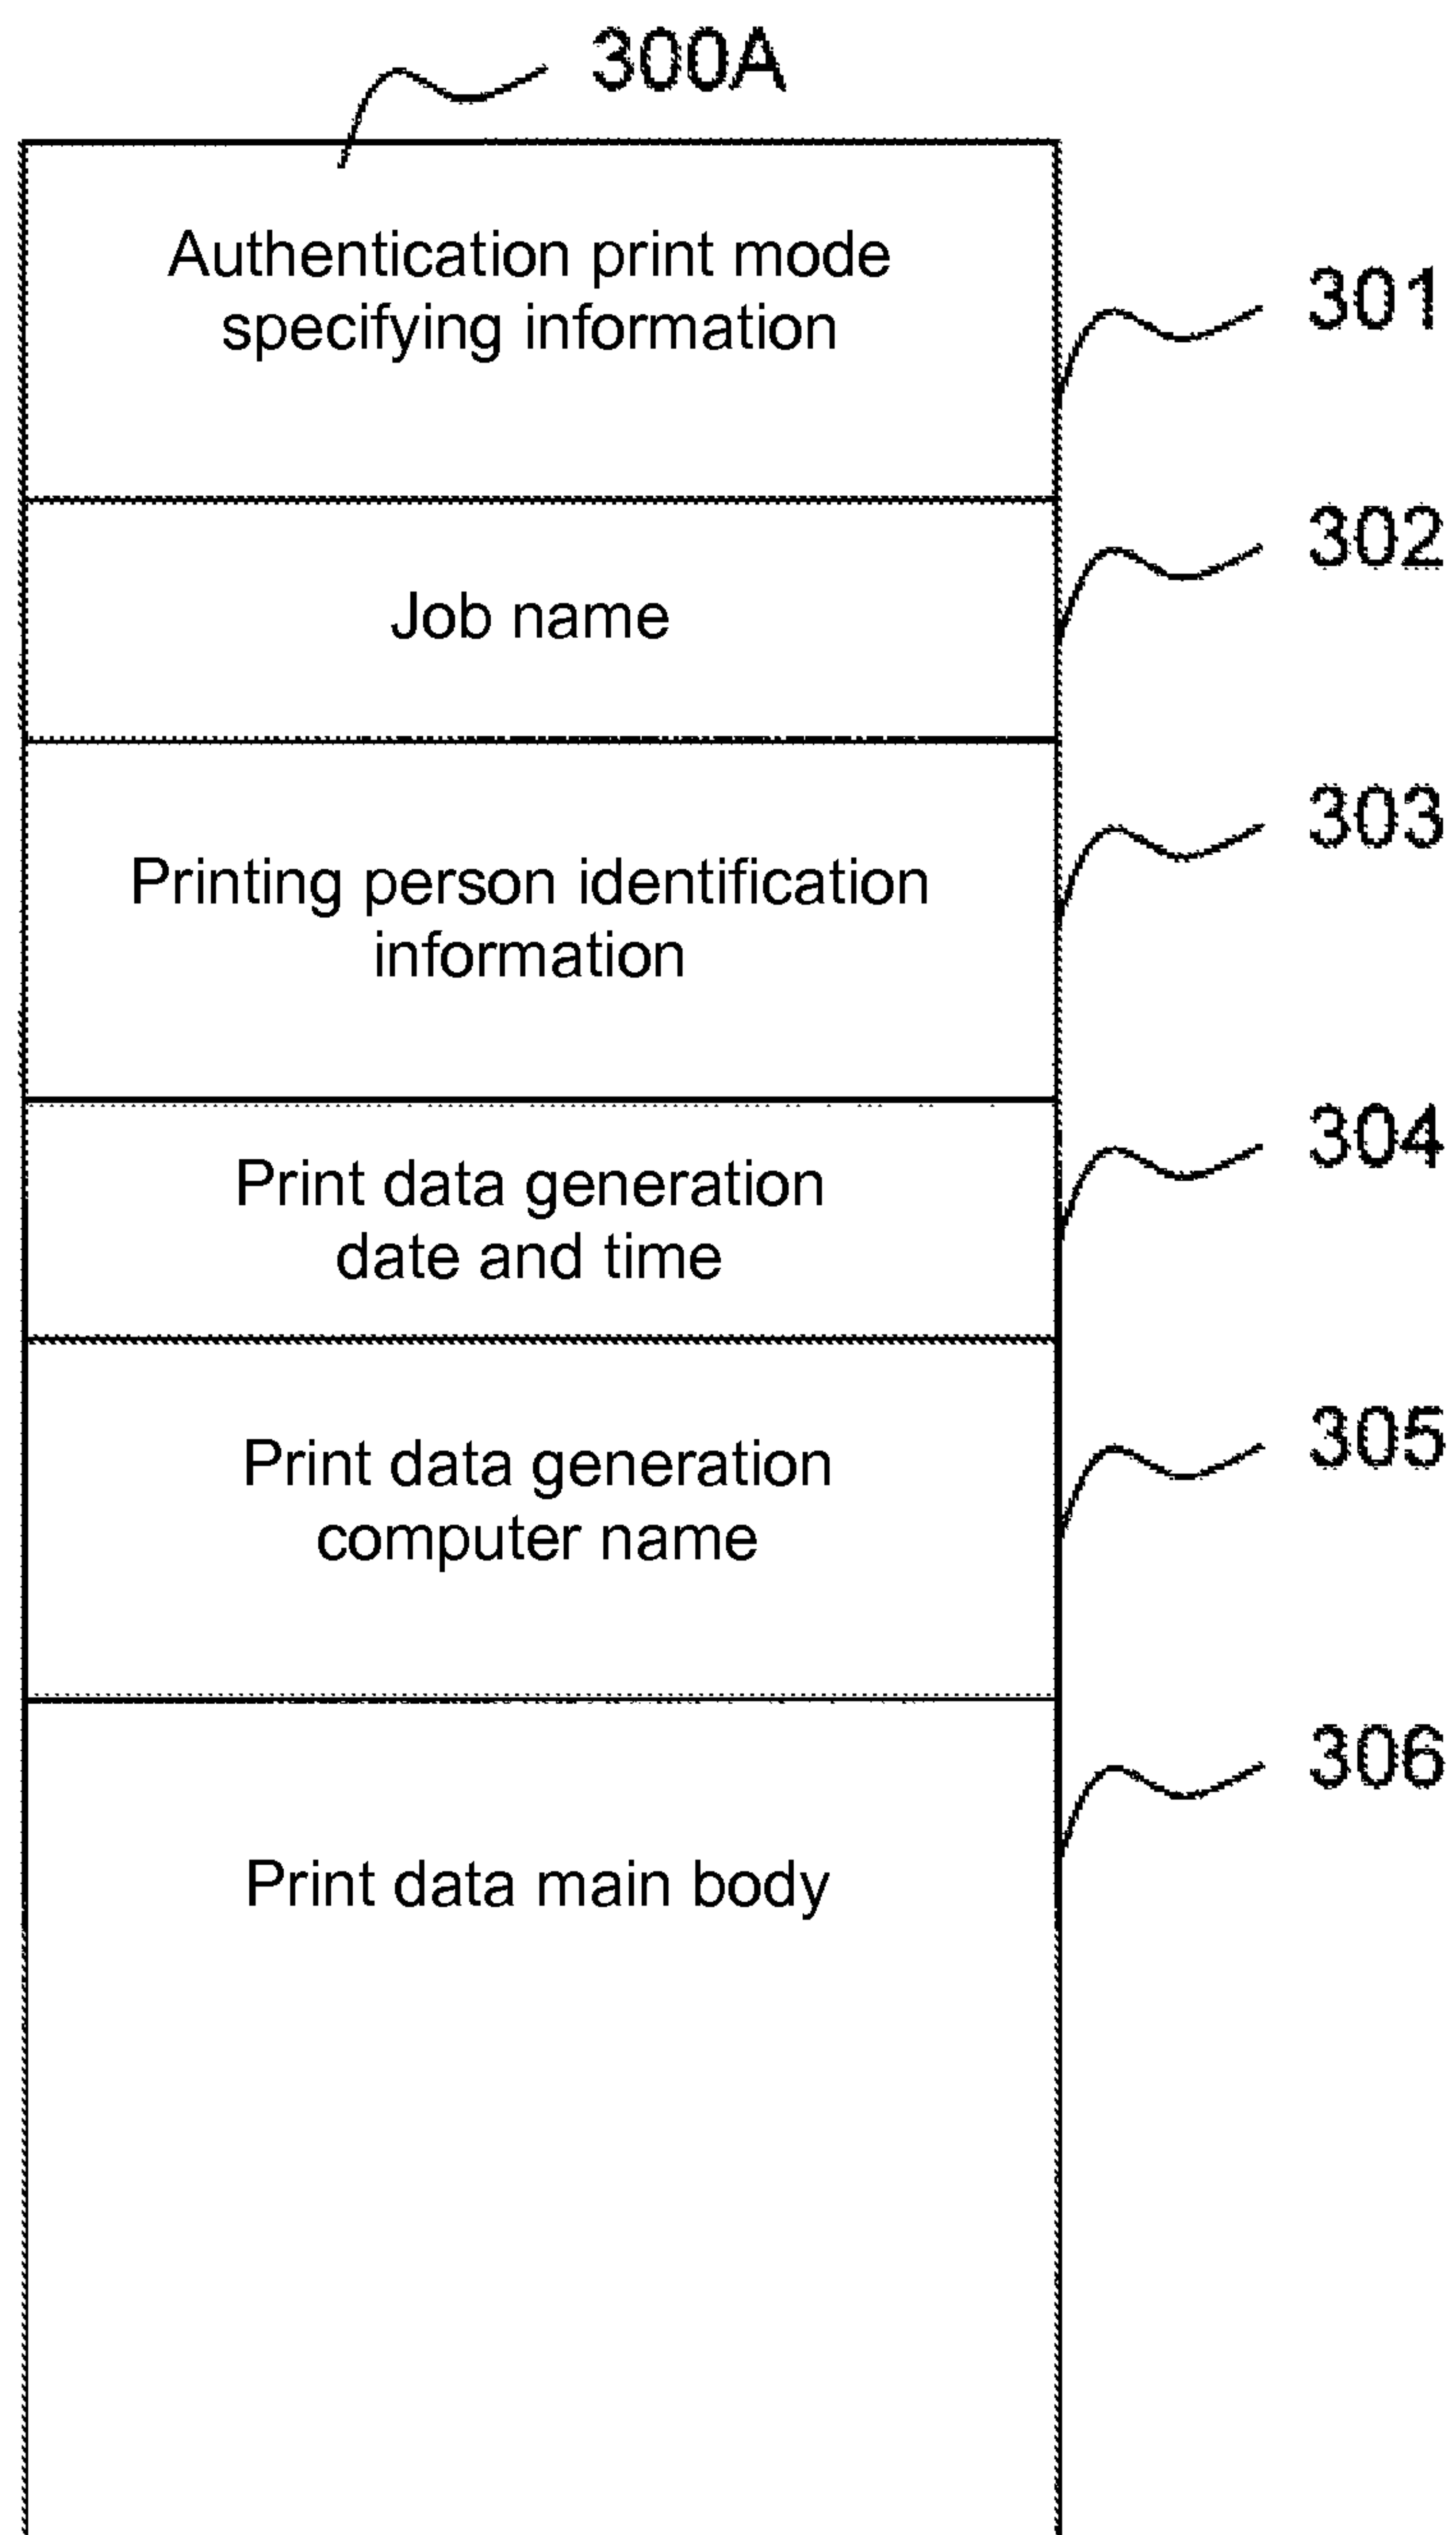 300A
Authentication print mode
specifying information
301
Job name
302
Printing person identification
information
303
Print data generation
date and time
304
Print data generation
computer name
305
Print data main body
306